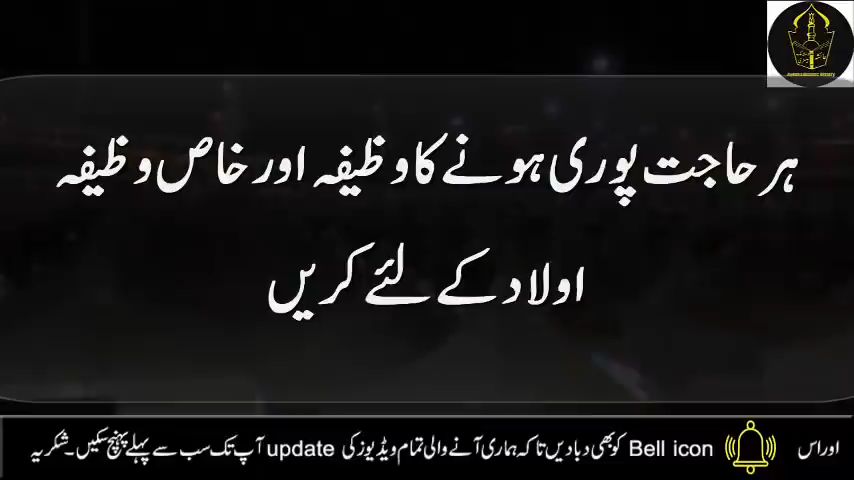 ہر حاجت پوری ہونے کا وظیفہ اور خاص وظیفہ
اولاد کے لئے کریں
اور اس Bell icon کو بھی دبا دیں تاکہ ہماری آنے والی تمام ویڈیوز کی update آپ تک سب سے پہلے پہنچ سکیں۔ شکریہ